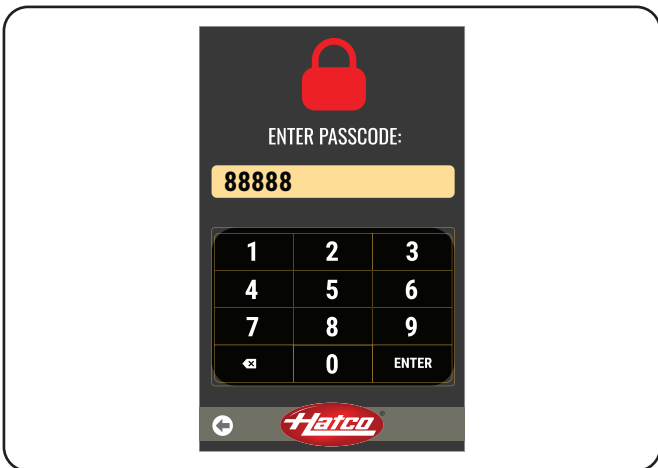 ENTER PASSCODE:
88888
1 2 3
4 5 6
7 8 9
0 ENTER
Hatco®